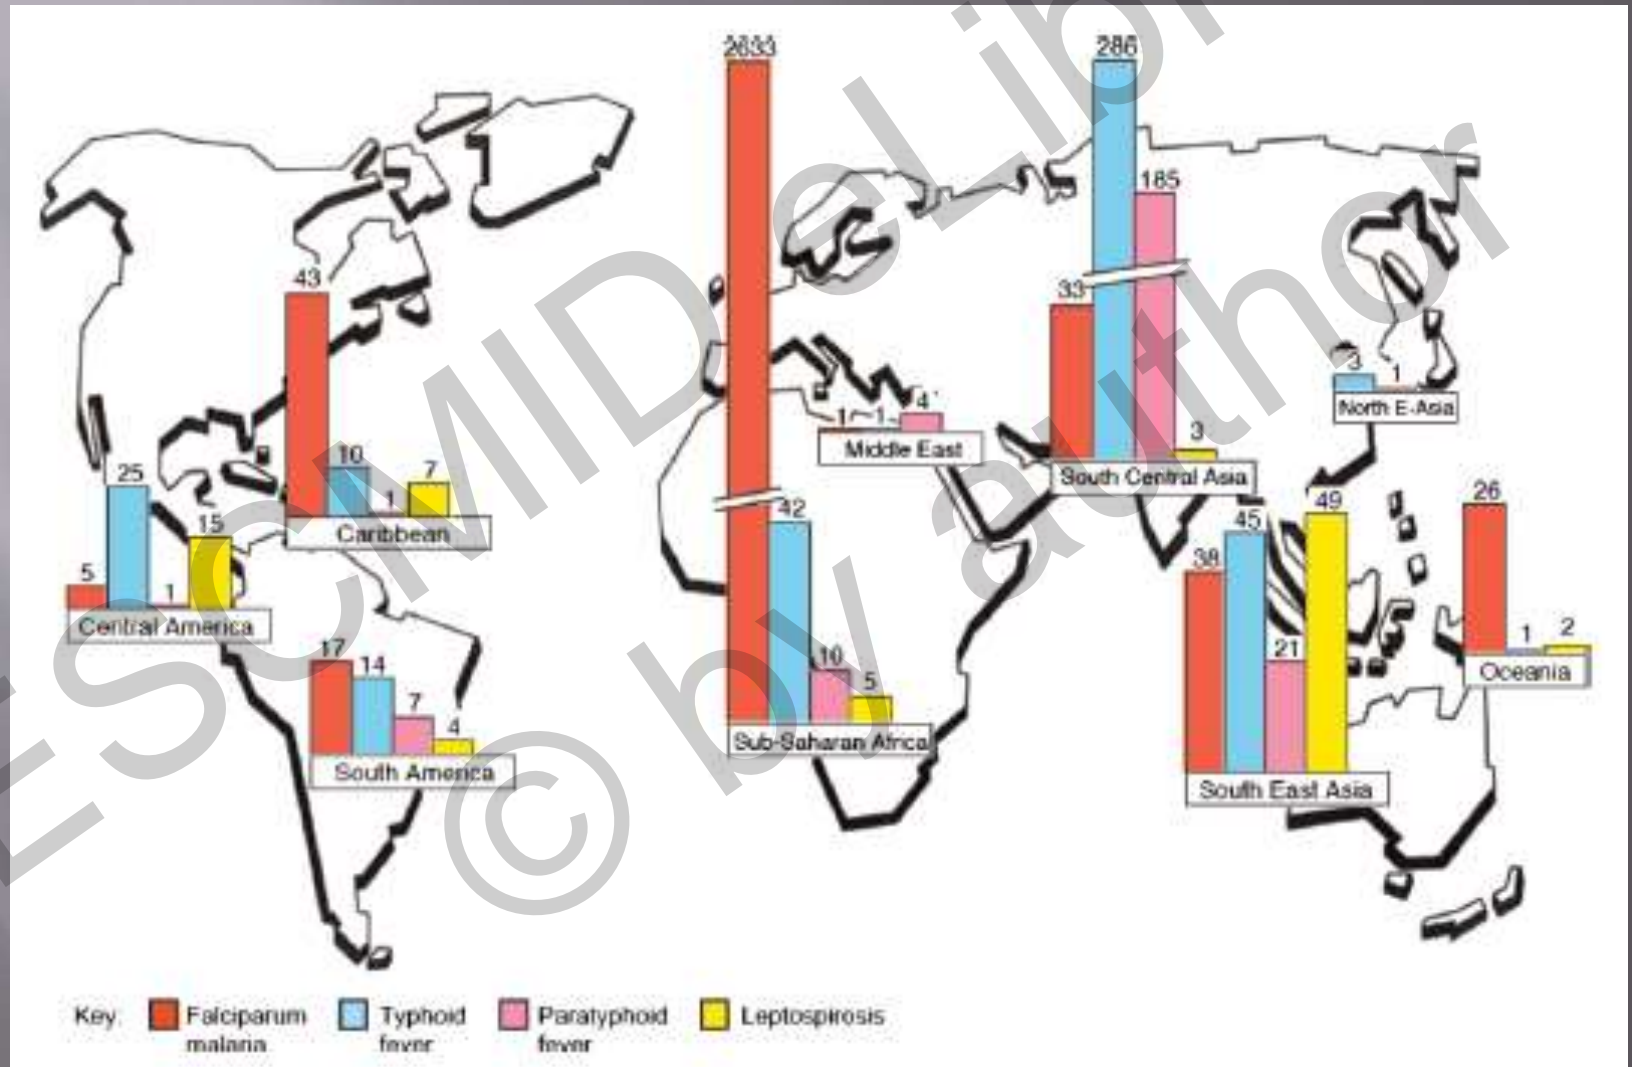 2633
286
185
43
33
3
1
North E-Asia
1
1
4
Middle East
3
South Central Asia
25
15
5
1
Central America
10
1
7
Caribbean
42
10
5
Sub-Saharan Africa
49
45
38
21
South East Asia
26
1
2
Oceania
17
14
7
4
South America
Key
Falciparum
malaria
Typhoid
fever
Paratyphoid
fever
Leptospirosis
ESCMID eLibr
© by author